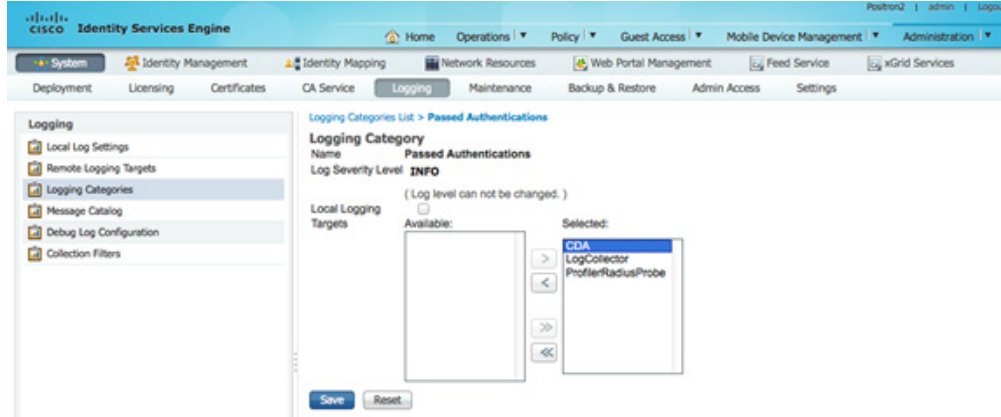 Positron2 | admin | Logou
cisco Identity Services Engine
Home Operations Policy Guest Access Mobile Device Management Administration
System Identity Management Identity Mapping Network Resources Web Portal Management Feed Service xGrid Services
Deployment Licensing Certificates CA Service Logging Maintenance Backup & Restore Admin Access Settings
Logging
Local Log Settings
Remote Logging Targets
Logging Categories
Message Catalog
Debug Log Configuration
Collection Filters
Logging Categories List > Passed Authentications
Logging Category
Name Passed Authentications
Log Severity Level INFO
( Log level can not be changed. )
Local Logging
Targets Available: Selected:
CDA
LogCollector
ProfilerRadiusProbe
>
<
>>
<<
Save Reset